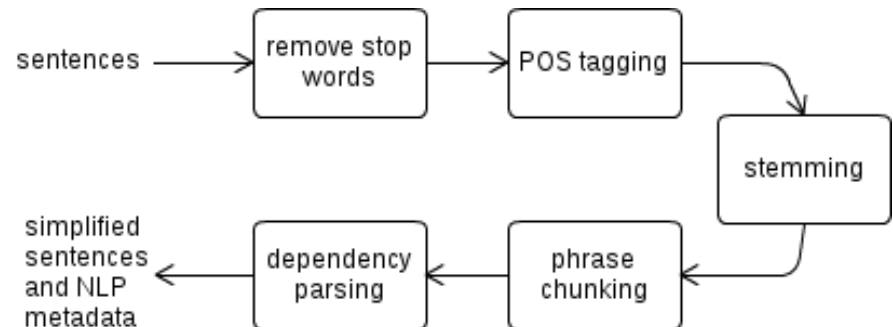 sentences
remove stop
words
POS tagging
stemming
phrase
chunking
dependency
parsing
simplified
sentences
and NLP
metadata